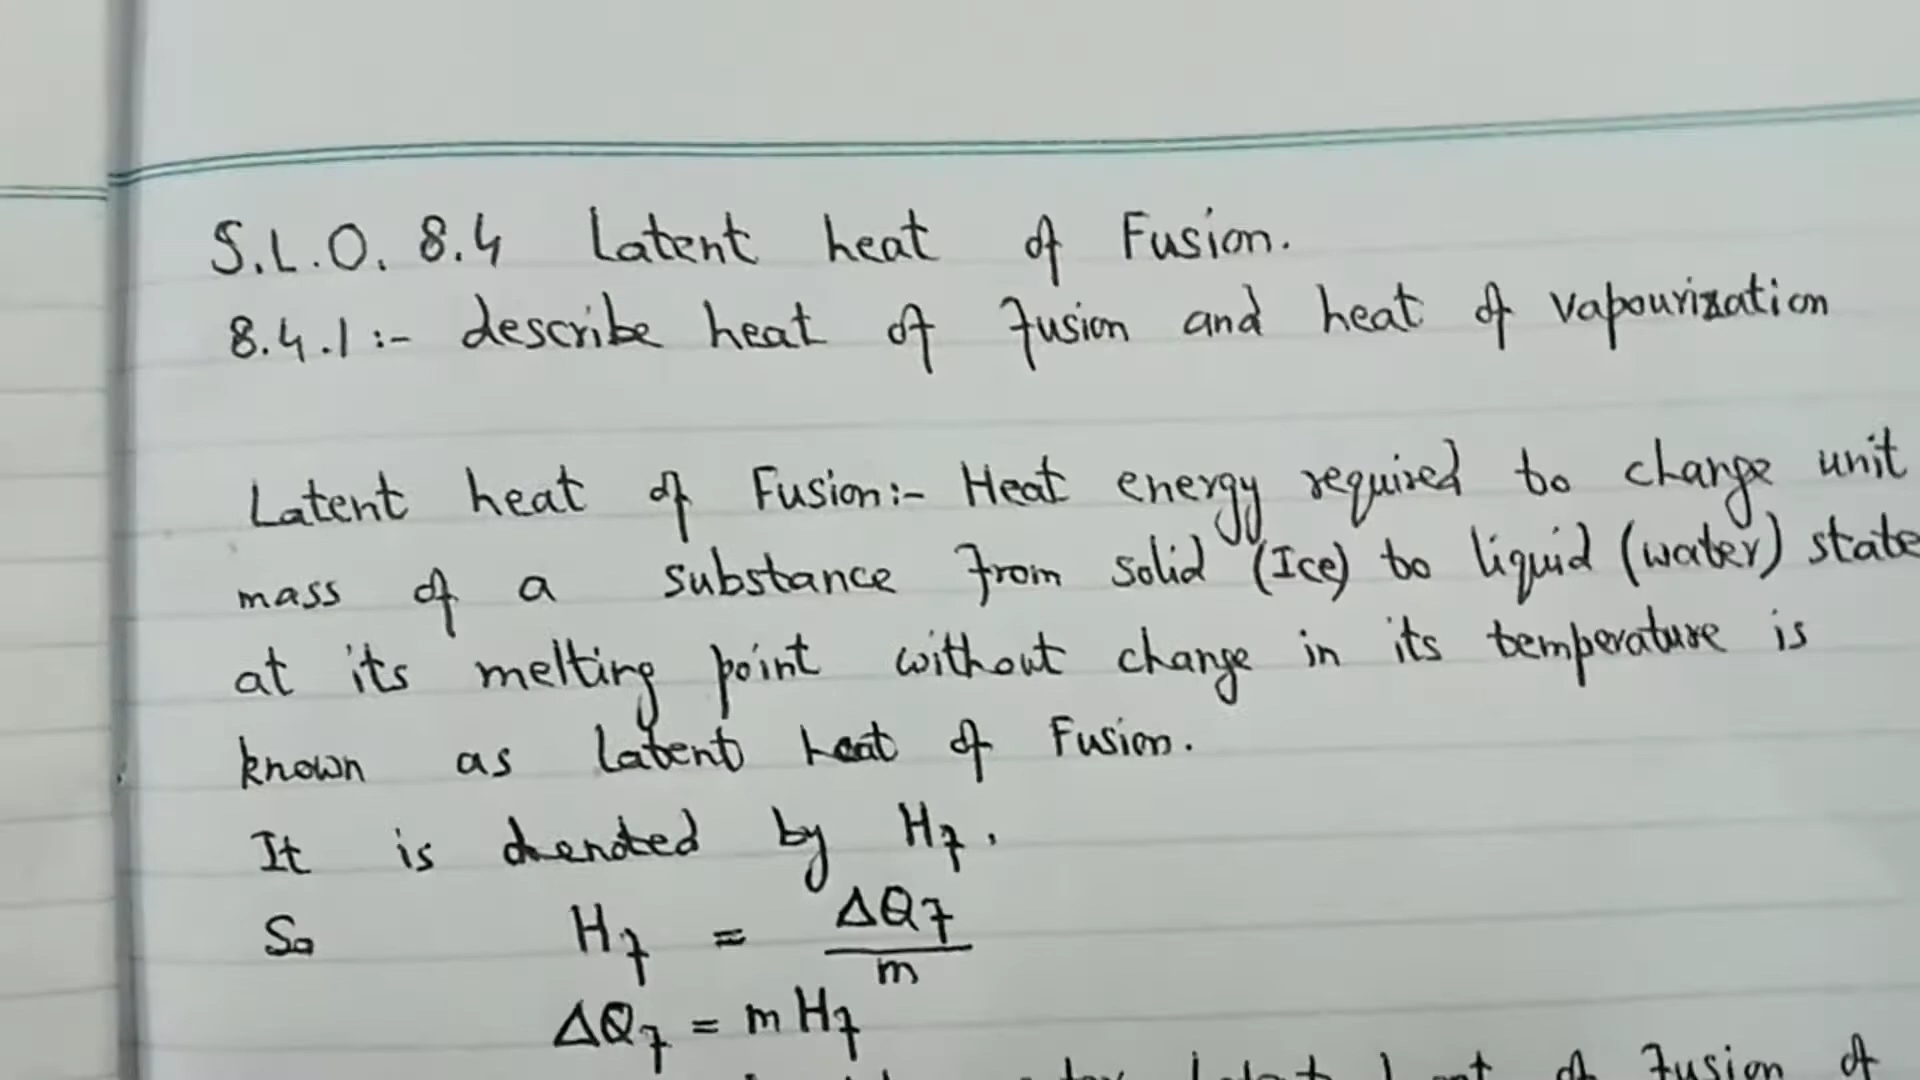 S.L.O. 8.4 Latent heat of Fusion.
8.4.1:- describe heat of fusion and heat of vapourization
Latent heat of Fusion:- Heat energy required to change unit
mass of a substance from solid (Ice) to liquid (water) state
at its melting point without change in its temperature is
known as latent heat of Fusion.
It is denoted by Hf.
So Hf = ΔQf / m
ΔQf = m Hf
of fusion of